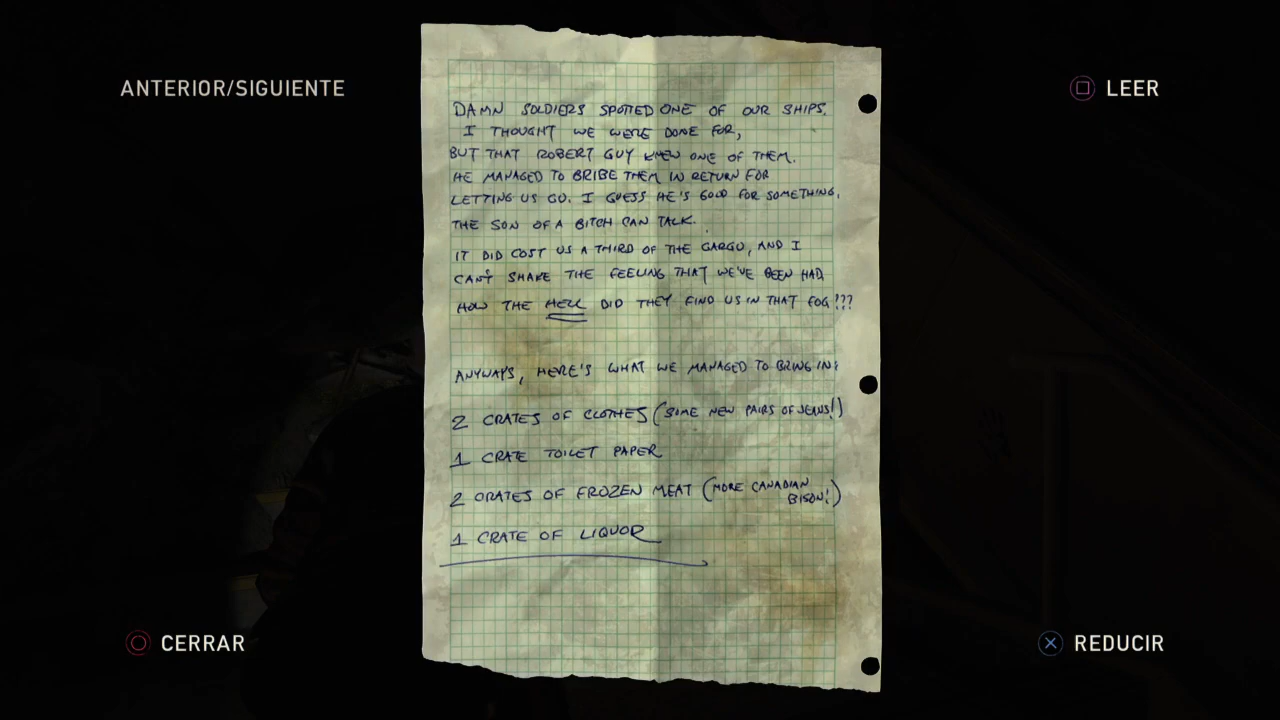 ANTERIOR/SIGUIENTE
LEER
DAMN SOLDIERS SPOTTED ONE OF OUR SHIPS.
I THOUGHT WE WERE DONE FOR,
BUT THAT ROBERT GUY KNEW ONE OF THEM.
HE MANAGED TO BRIBE THEM IN RETURN FOR
LETTING US GO. I GUESS HE'S GOOD FOR SOMETHING.
THE SON OF A BITCH CAN TALK.
IT DID COST US A THIRD OF THE CARGO, AND I
CAN'T SHAKE THE FEELING THAT WE'VE BEEN HAD.
HOW THE HELL DID THEY FIND US IN THAT FOG!???
ANYWAYS, HERE'S WHAT WE MANAGED TO BRING IN:
2 CRATES OF CLOTHES (SOME NEW PAIRS OF JEANS!)
1 CRATE TOILET PAPER
2 CRATES OF FROZEN MEAT (MORE CANADIAN
BISON!)
1 CRATE OF LIQUOR
CERRAR
REDUCIR